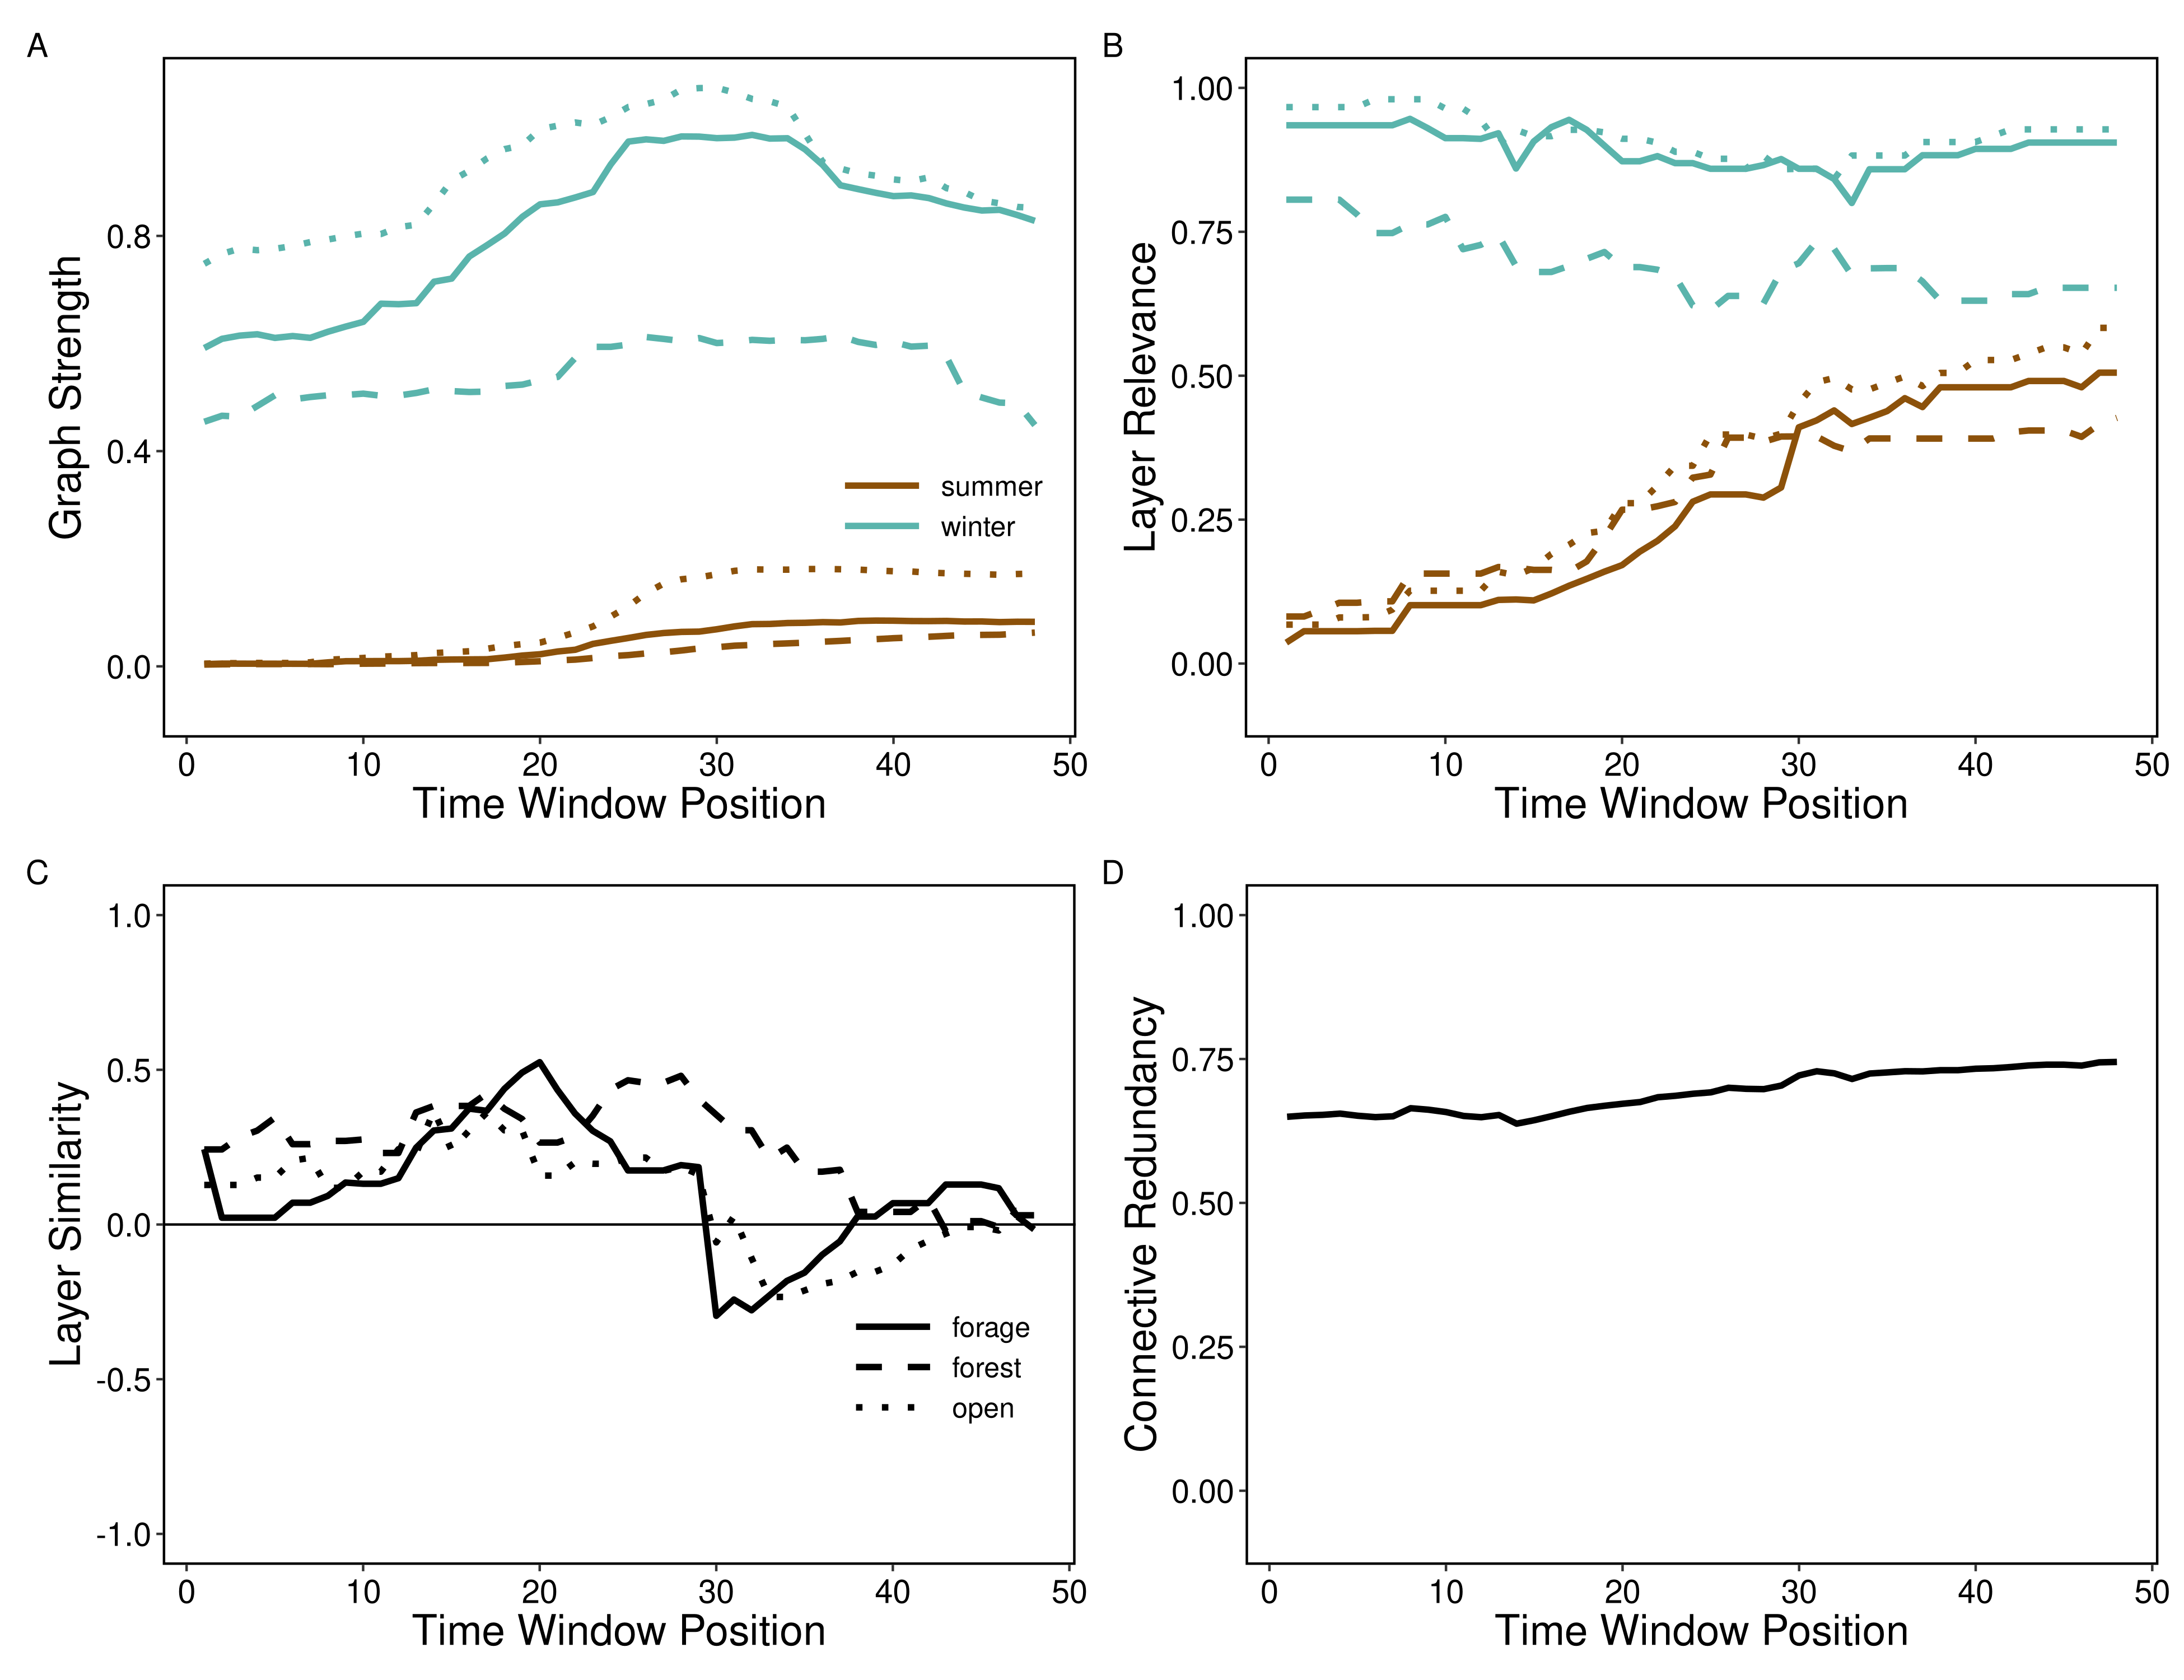 A
Graph Strength
0.8
0.4
0.0
summer
winter
0
10
20
30
40
50
Time Window Position
B
Layer Relevance
1.00
0.75
0.50
0.25
0.00
0
10
20
30
40
50
Time Window Position
C
Layer Similarity
1.0
0.5
0.0
-0.5
-1.0
forage
forest
open
0
10
20
30
40
50
Time Window Position
D
Connective Redundancy
1.00
0.75
0.50
0.25
0.00
0
10
20
30
40
50
Time Window Position